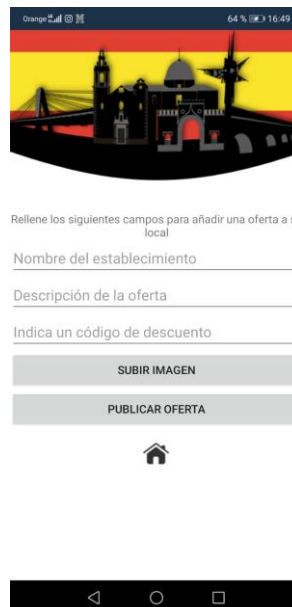 Orange 64 % 16:49
Rellene los siguientes campos para añadir una oferta a s
local
Nombre del establecimiento
Descripción de la oferta
Indica un código de descuento
SUBIR IMAGEN
PUBLICAR OFERTA